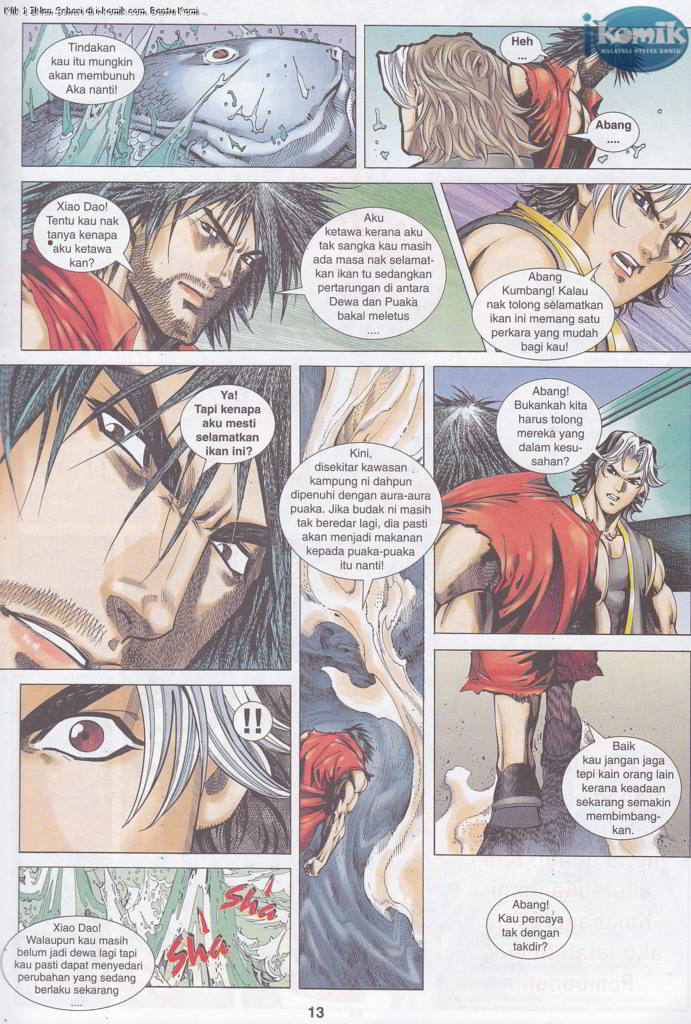 Tindakan
kau itu mungkin
akan membunuh
Aka nanti!
Heh
...
Abang
....
ikomik
MALAYSIA ONLINE KOMIK
Xiao Dao!
Tentu kau nak
tanya kenapa
aku ketawa
kan?
Aku
ketawa kerana aku
tak sangka kau masih
ada masa nak selamat-
kan ikan tu sedangkan
pertarungan di antara
Dewa dan Puaka
bakal meletus
....
Abang
Kumbang! Kalau
nak tolong selamatkan
ikan ini memang satu
perkara yang mudah
bagi kau!
Ya!
Tapi kenapa
aku mesti
selamatkan
ikan ini?
Kini,
disekitar kawasan
kampung ni dahpun
dipenuhi dengan aura-aura
puaka. Jika budak ni masih
tak beredar lagi, dia pasti
akan menjadi makanan
kepada puaka-puaka
itu nanti!
Abang!
Bukankah kita
harus tolong
mereka yang
dalam kesu-
sahan?
!!
Baik
kau jangan jaga
tepi kain orang lain
kerana keadaan
sekarang semakin
membimbang-
kan.
Sha
Sha
Xiao Dao!
Walaupun kau masih
belum jadi dewa lagi tapi
kau pasti dapat menyedari
perubahan yang sedang
berlaku sekarang
....
Abang!
Kau percaya
tak dengan
takdir?
13